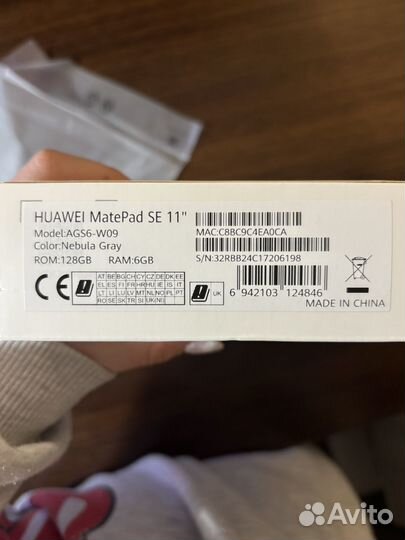 HUAWEI MatePad SE 11"
Model:AGS6-W09
Color:Nebula Gray
ROM:128GB RAM:6GB
MAC:C8BC9C4EA0CA
S/N:32RBB24C17206198
CE
AT BE BG CH CY CZ DE DK EE
EL ES FI FR HR HU IE IS IT
LT LI LU LV MT NL NO PL PT
RO SE SK TR UK(NI)
UK
6 942103 124846
MADE IN CHINA
Avito